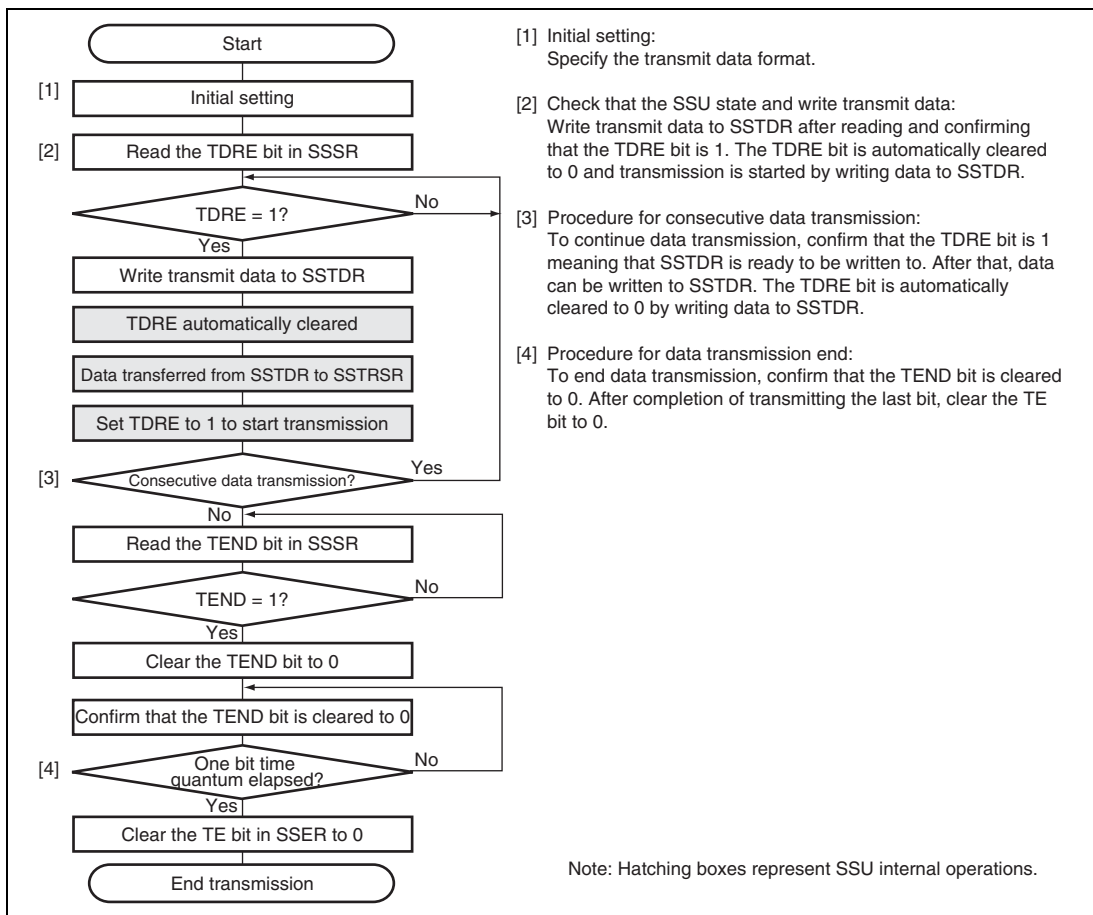 Start
[1] Initial setting
[2] Read the TDRE bit in SSSR
TDRE = 1?
No
Yes
Write transmit data to SSTDR
TDRE automatically cleared
Data transferred from SSTDR to SSTRSR
Set TDRE to 1 to start transmission
[3] Consecutive data transmission?
Yes
No
Read the TEND bit in SSSR
TEND = 1?
No
Yes
Clear the TEND bit to 0
Confirm that the TEND bit is cleared to 0
[4] One bit time
quantum elapsed?
No
Yes
Clear the TE bit in SSER to 0
End transmission
[1] Initial setting:
Specify the transmit data format.
[2] Check that the SSU state and write transmit data:
Write transmit data to SSTDR after reading and confirming
that the TDRE bit is 1. The TDRE bit is automatically cleared
to 0 and transmission is started by writing data to SSTDR.
[3] Procedure for consecutive data transmission:
To continue data transmission, confirm that the TDRE bit is 1
meaning that SSTDR is ready to be written to. After that, data
can be written to SSTDR. The TDRE bit is automatically
cleared to 0 by writing data to SSTDR.
[4] Procedure for data transmission end:
To end data transmission, confirm that the TEND bit is cleared
to 0. After completion of transmitting the last bit, clear the TE
bit to 0.
Note: Hatching boxes represent SSU internal operations.